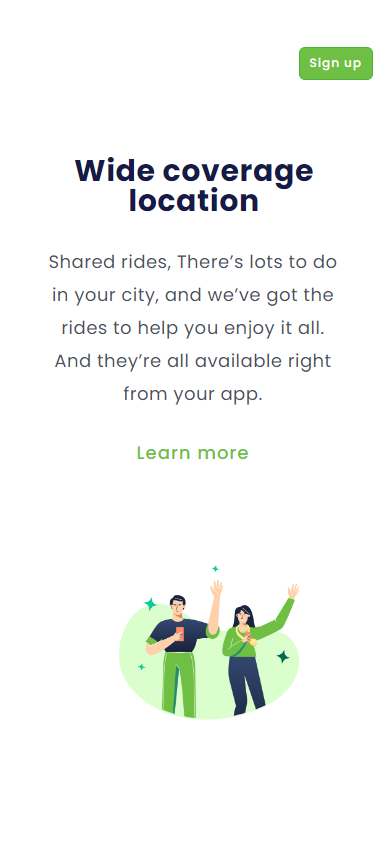 Sign up
Wide coverage
location
Shared rides, There’s lots to do
in your city, and we’ve got the
rides to help you enjoy it all.
And they’re all available right
from your app.
Learn more